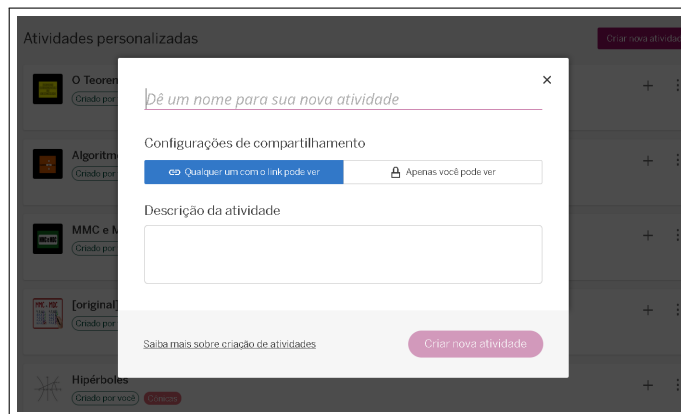 Atividades personalizadas
Criar nova ativida
O Teorem
Criado por
×
Dê um nome para sua nova atividade
Configurações de compartilhamento
Qualquer um com o link pode ver
Apenas você pode ver
Algoritm
Criado por
Descrição da atividade
MMC e M
Criado por
[original]
Criado por
Saiba mais sobre criação de atividades
Criar nova atividade
Hipérboles
Criado por você Cônicas